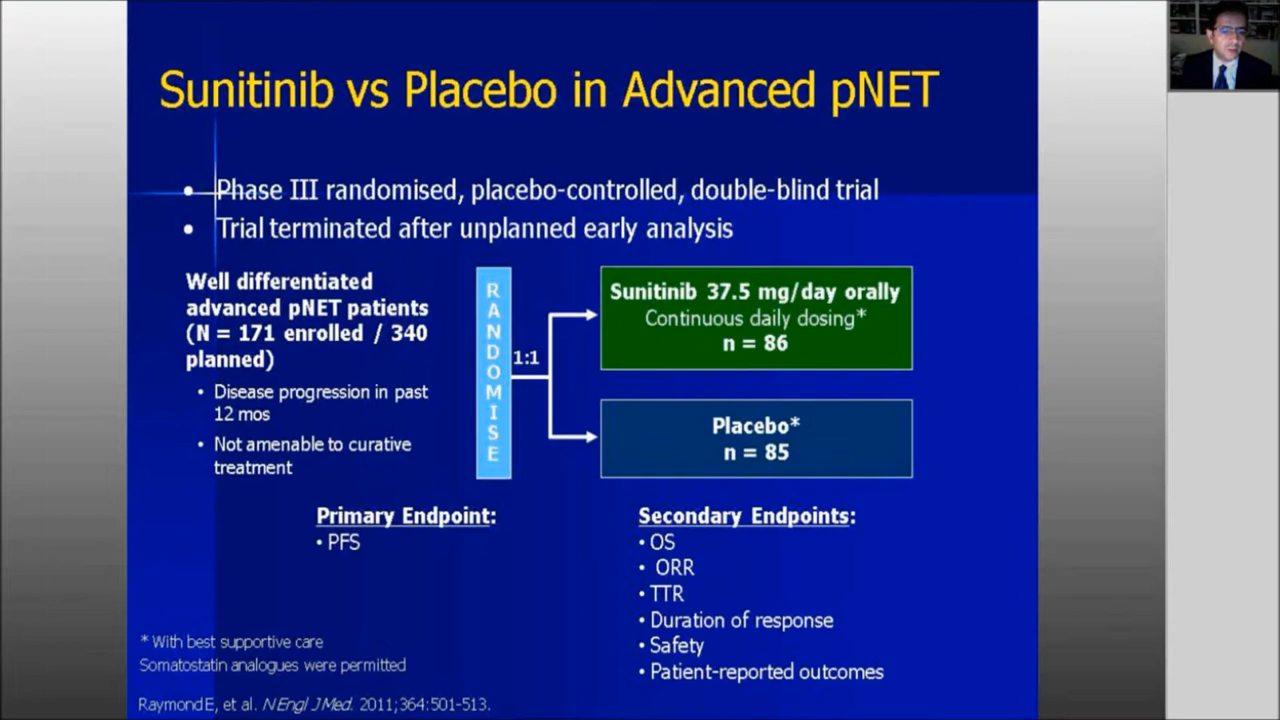 Sunitinib vs Placebo in Advanced pNET
• Phase III randomised, placebo-controlled, double-blind trial
• Trial terminated after unplanned early analysis
Well differentiated
advanced pNET patients
(N = 171 enrolled / 340
planned)
• Disease progression in past
12 mos
• Not amenable to curative
treatment
RANDOMISE
1:1
Sunitinib 37.5 mg/day orally
Continuous daily dosing*
n = 86
Placebo*
n = 85
Primary Endpoint:
• PFS
Secondary Endpoints:
• OS
• ORR
• TTR
• Duration of response
• Safety
• Patient-reported outcomes
* With best supportive care
Somatostatin analogues were permitted
Raymond E, et al. N Engl J Med. 2011;364:501-513.